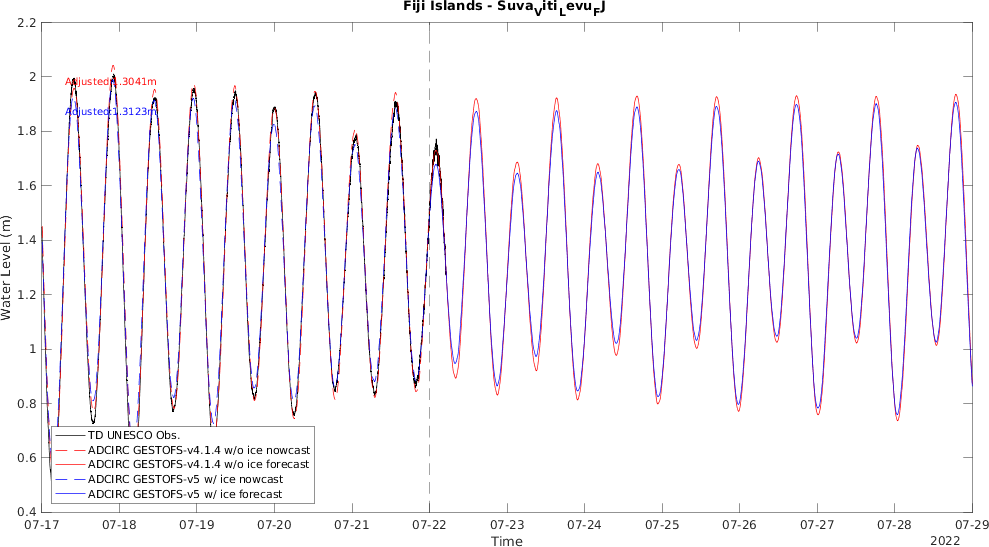 Fiji Islands - Suva_Viti_Levu_FJ
2.2
2
1.8
1.6
1.4
1.2
1
0.8
0.6
0.4
Water Level (m)
Adjusted:1.3041m
Adjusted:1.3123m
TD UNESCO Obs.
ADCIRC GESTOFS-v4.1.4 w/o ice nowcast
ADCIRC GESTOFS-v4.1.4 w/o ice forecast
ADCIRC GESTOFS-v5 w/ ice nowcast
ADCIRC GESTOFS-v5 w/ ice forecast
07-17 07-18 07-19 07-20 07-21 07-22 07-23 07-24 07-25 07-26 07-27 07-28 07-29
Time
2022